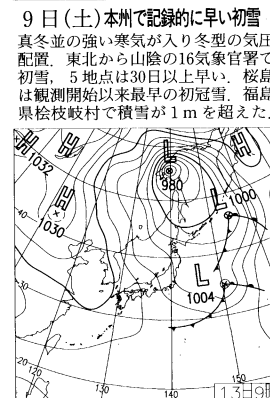 9日(土)本州で記録的に早い初雪
真冬並の強い寒気が入り冬型の気圧
配置．東北から山陰の16気象官署で
初雪，5地点は30日以上早い．桜島
は観測開始以来最早の初冠雪．福島
県桧枝岐村で積雪が1mを超えた．
H
1032
H
H
H
1030
L
980
L
1000
L
1004
40
30
20
120
130
140
150